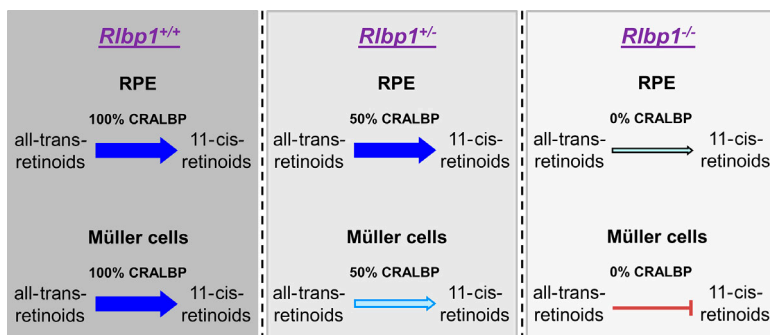 Rlbp1+/+
RPE
100% CRALBP
all-trans-
retinoids
11-cis-
retinoids
Müller cells
100% CRALBP
all-trans-
retinoids
11-cis-
retinoids
Rlbp1+/-
RPE
50% CRALBP
all-trans-
retinoids
11-cis-
retinoids
Müller cells
50% CRALBP
all-trans-
retinoids
11-cis-
retinoids
Rlbp1-/-
RPE
0% CRALBP
all-trans-
retinoids
11-cis-
retinoids
Müller cells
0% CRALBP
all-trans-
retinoids
11-cis-
retinoids